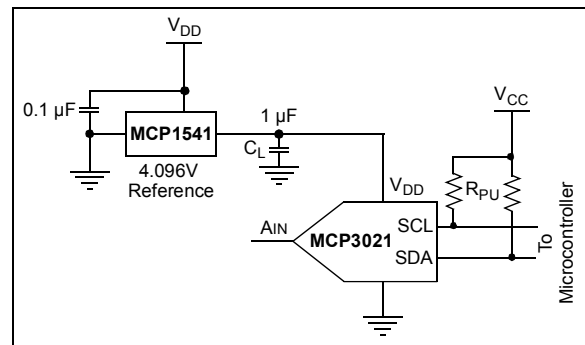 VDD
0.1 µF
MCP1541
1 µF
CL
4.096V
Reference
VCC
VDD
RPU
AIN
MCP3021
SCL
SDA
To
Microcontroller